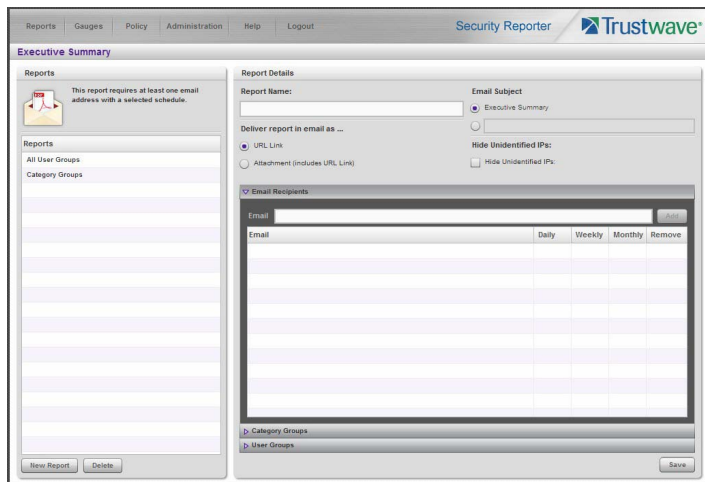 Reports Gauges Policy Administration Help Logout Security Reporter Trustwave®
Executive Summary
Reports
PDF
This report requires at least one email
address with a selected schedule.
Reports
All User Groups
Category Groups
New Report Delete
Report Details
Report Name:
Email Subject
Executive Summary
Deliver report in email as ...
URL Link
Attachment (includes URL Link)
Hide Unidentified IPs:
Hide Unidentified IPs:
Email Recipients
Email Add
Email Daily Weekly Monthly Remove
Category Groups
User Groups
Save